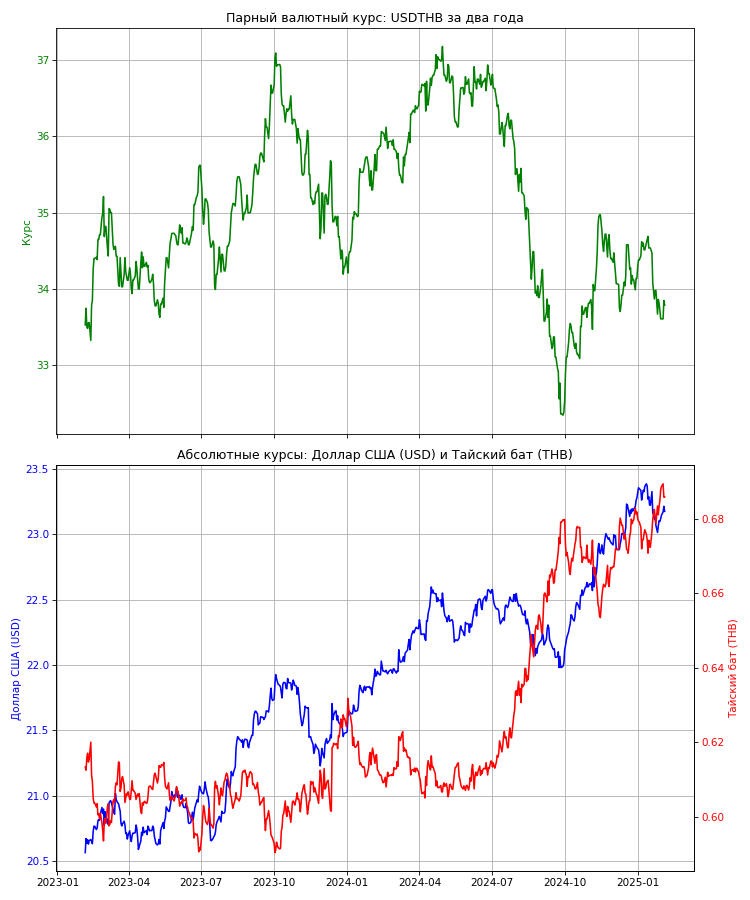 Парный валютный курс: USDTHB за два года
37
36
35
34
33
Курс
Абсолютные курсы: Доллар США (USD) и Тайский бат (THB)
23.5
23.0
22.5
22.0
21.5
21.0
20.5
Доллар США (USD)
0.68
0.66
0.64
0.62
0.60
Тайский бат (THB)
2023-01 2023-04 2023-07 2023-10 2024-01 2024-04 2024-07 2024-10 2025-01